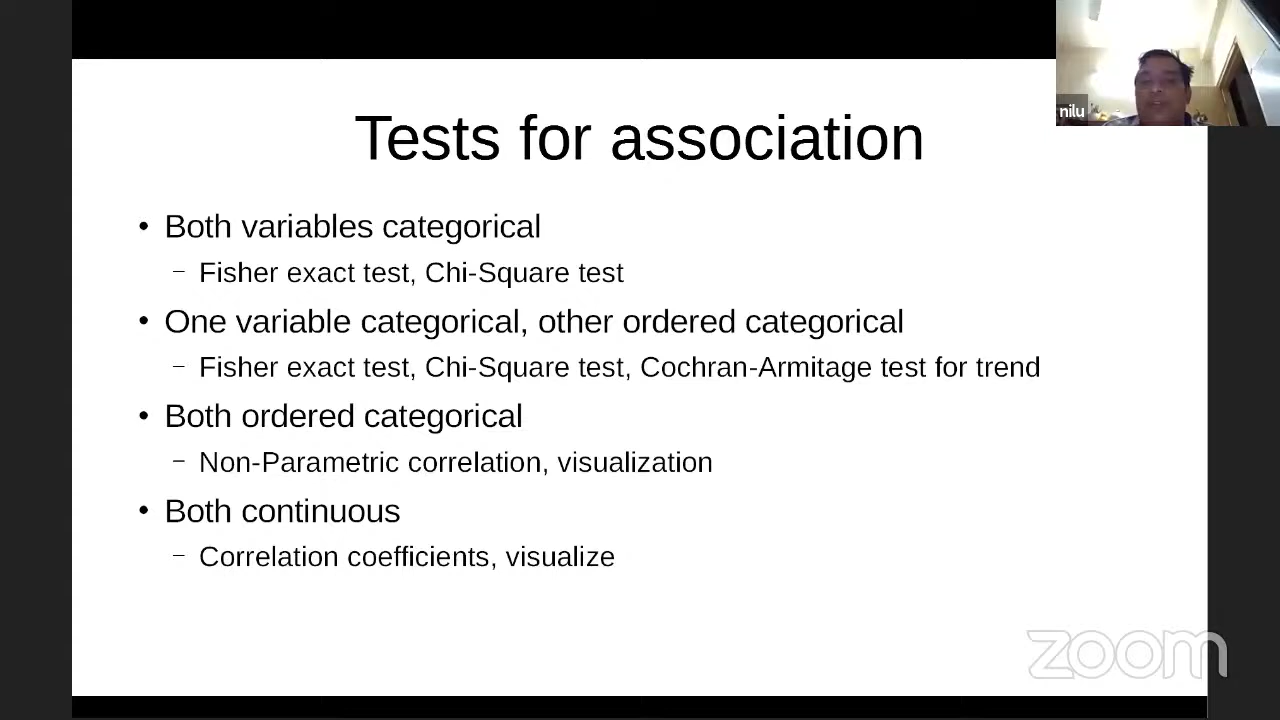 nilu
Tests for association
• Both variables categorical
– Fisher exact test, Chi-Square test
• One variable categorical, other ordered categorical
– Fisher exact test, Chi-Square test, Cochran-Armitage test for trend
• Both ordered categorical
– Non-Parametric correlation, visualization
• Both continuous
– Correlation coefficients, visualize
zoom